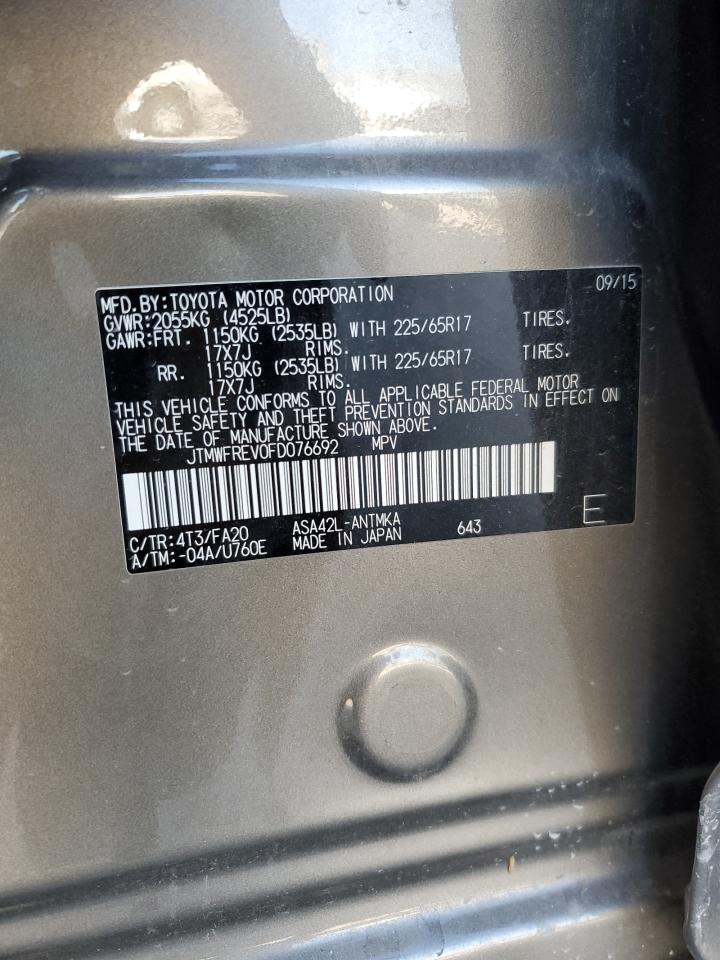 MFD.BY:TOYOTA MOTOR CORPORATION 09/15
GVWR:2055KG (4525LB)
GAWR:FRT. 1150KG (2535LB) WITH 225/65R17 TIRES.
17X7J RIMS.
RR. 1150KG (2535LB) WITH 225/65R17 TIRES.
17X7J RIMS.
THIS VEHICLE CONFORMS TO ALL APPLICABLE FEDERAL MOTOR
VEHICLE SAFETY AND THEFT PREVENTION STANDARDS IN EFFECT ON
THE DATE OF MANUFACTURE SHOWN ABOVE.
JTMWFREV0FD076692 MPV
C/TR:4T3/FA20 ASA42L-ANTMKA 643 E
A/TM:-04A/U760E MADE IN JAPAN